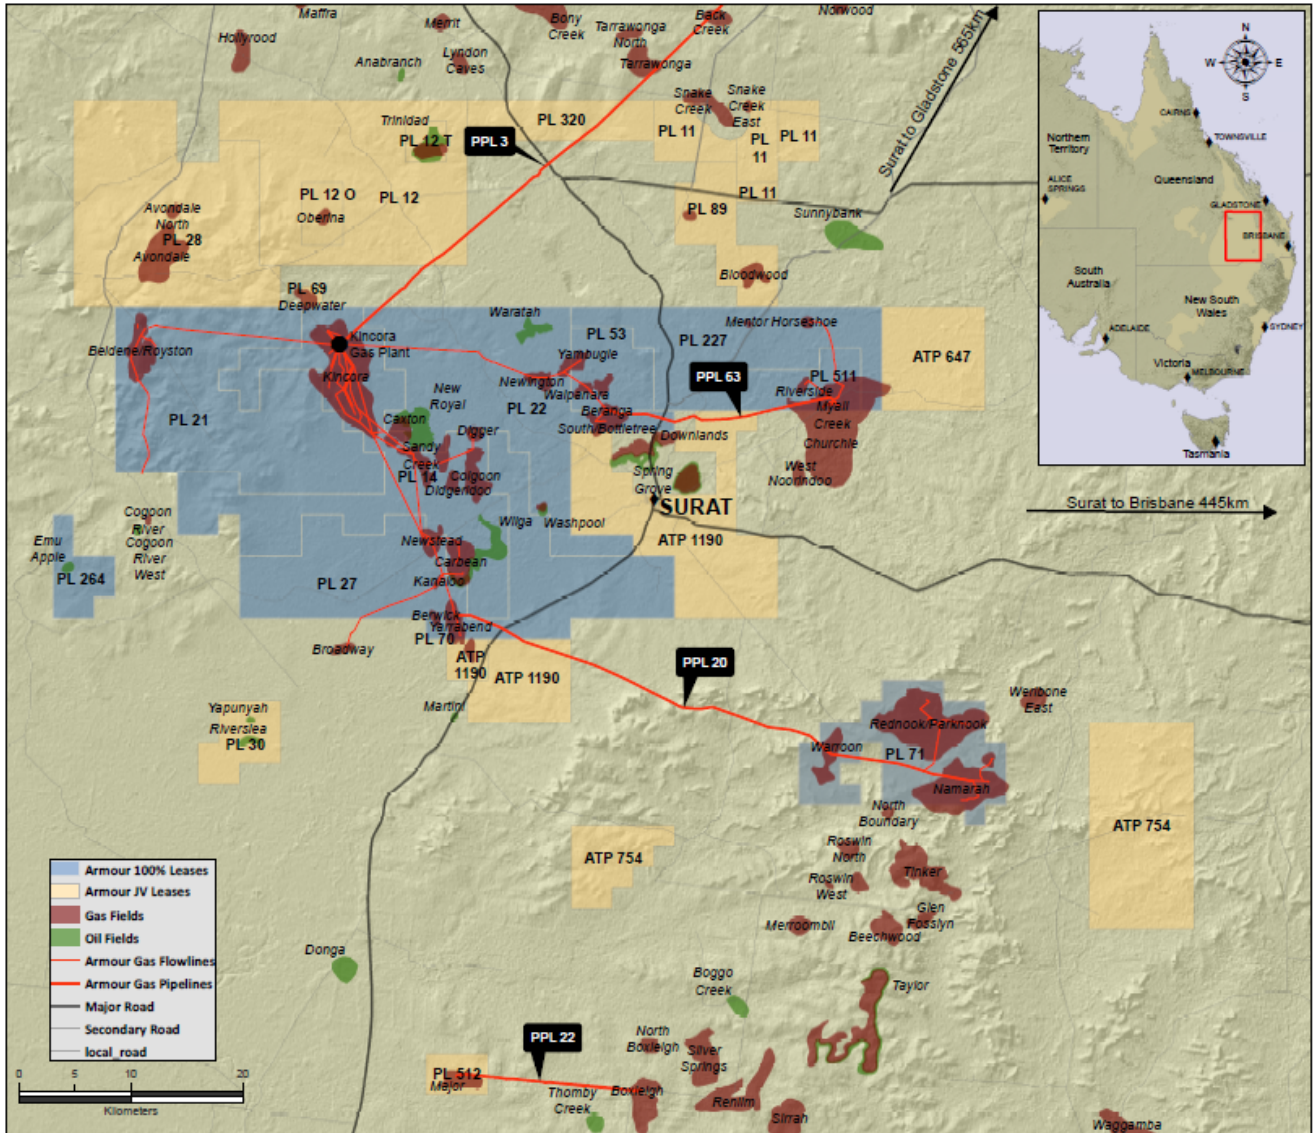 Maffra
Merrit
Bony
Creek
Tarrawonga
North
Back
Creek
Norwood
Hollyrood
Anabranch
Lyndon
Caves
Tarrawonga
Surat to Gladstone 565km
Snake
Creek
Snake
Creek
East
Trinidad
PL 12 T
PPL 3
PL 320
PL 11
PL
11
PL 11
PL 11
PL 12 O
PL 12
Oberina
PL 89
Sunnybank
Avondale
North
PL 28
Avondale
Bloodwood
PL 69
Deepwater
Waratah
PL 53
PL 227
Mentor
Horseshoe
Kincora
Gas Plant
Beldene/Royston
Yambugle
ATP 647
Kincora
Newington
Walpanara
PPL 63
PL 511
Riverside
Myall
Creek
Churchie
New
Royal
PL 22
PL 21
Caxton
Digger
Beranga
South/Bottletree
Downlands
Sandy
Creek
PL 14
Colgoon
Didgeridoo
Spring
Grove
West
Noorindoo
SURAT
Surat to Brisbane 445km
Cogoon
River
Cogoon
River
West
Emu
Apple
PL 264
Wilga
Washpool
Newstead
Carbean
Kanaloo
ATP 1190
PL 27
Berwick
Yarrabend
PL 70
Broadway
ATP
1190
ATP 1190
PPL 20
Martini
Yapunyah
Riverslea
PL 30
Weribone
East
Rednook/Parknook
Warroon
PL 71
Namarah
North
Boundary
ATP 754
ATP 754
Roswin
North
Roswin
West
Tinker
Glen
Fosslyn
Merroombil
Beechwood
Donga
Boggo
Creek
Taylor
PPL 22
North
Boxleigh
Silver
Springs
PL 512
Major
Thomby
Creek
Boxleigh
Renlim
Sirrah
Waggamba
Armour 100% Leases
Armour JV Leases
Gas Fields
Oil Fields
Armour Gas Flowlines
Armour Gas Pipelines
Major Road
Secondary Road
local_road
0 5 10 20
Kilometers
N
W E
S
CAIRNS
TOWNSVILLE
Northern
Territory
ALICE
SPRINGS
Queensland
GLADSTONE
BRISBANE
South
Australia
New South
Wales
ADELAIDE
SYDNEY
Victoria
MELBOURNE
Tasmania